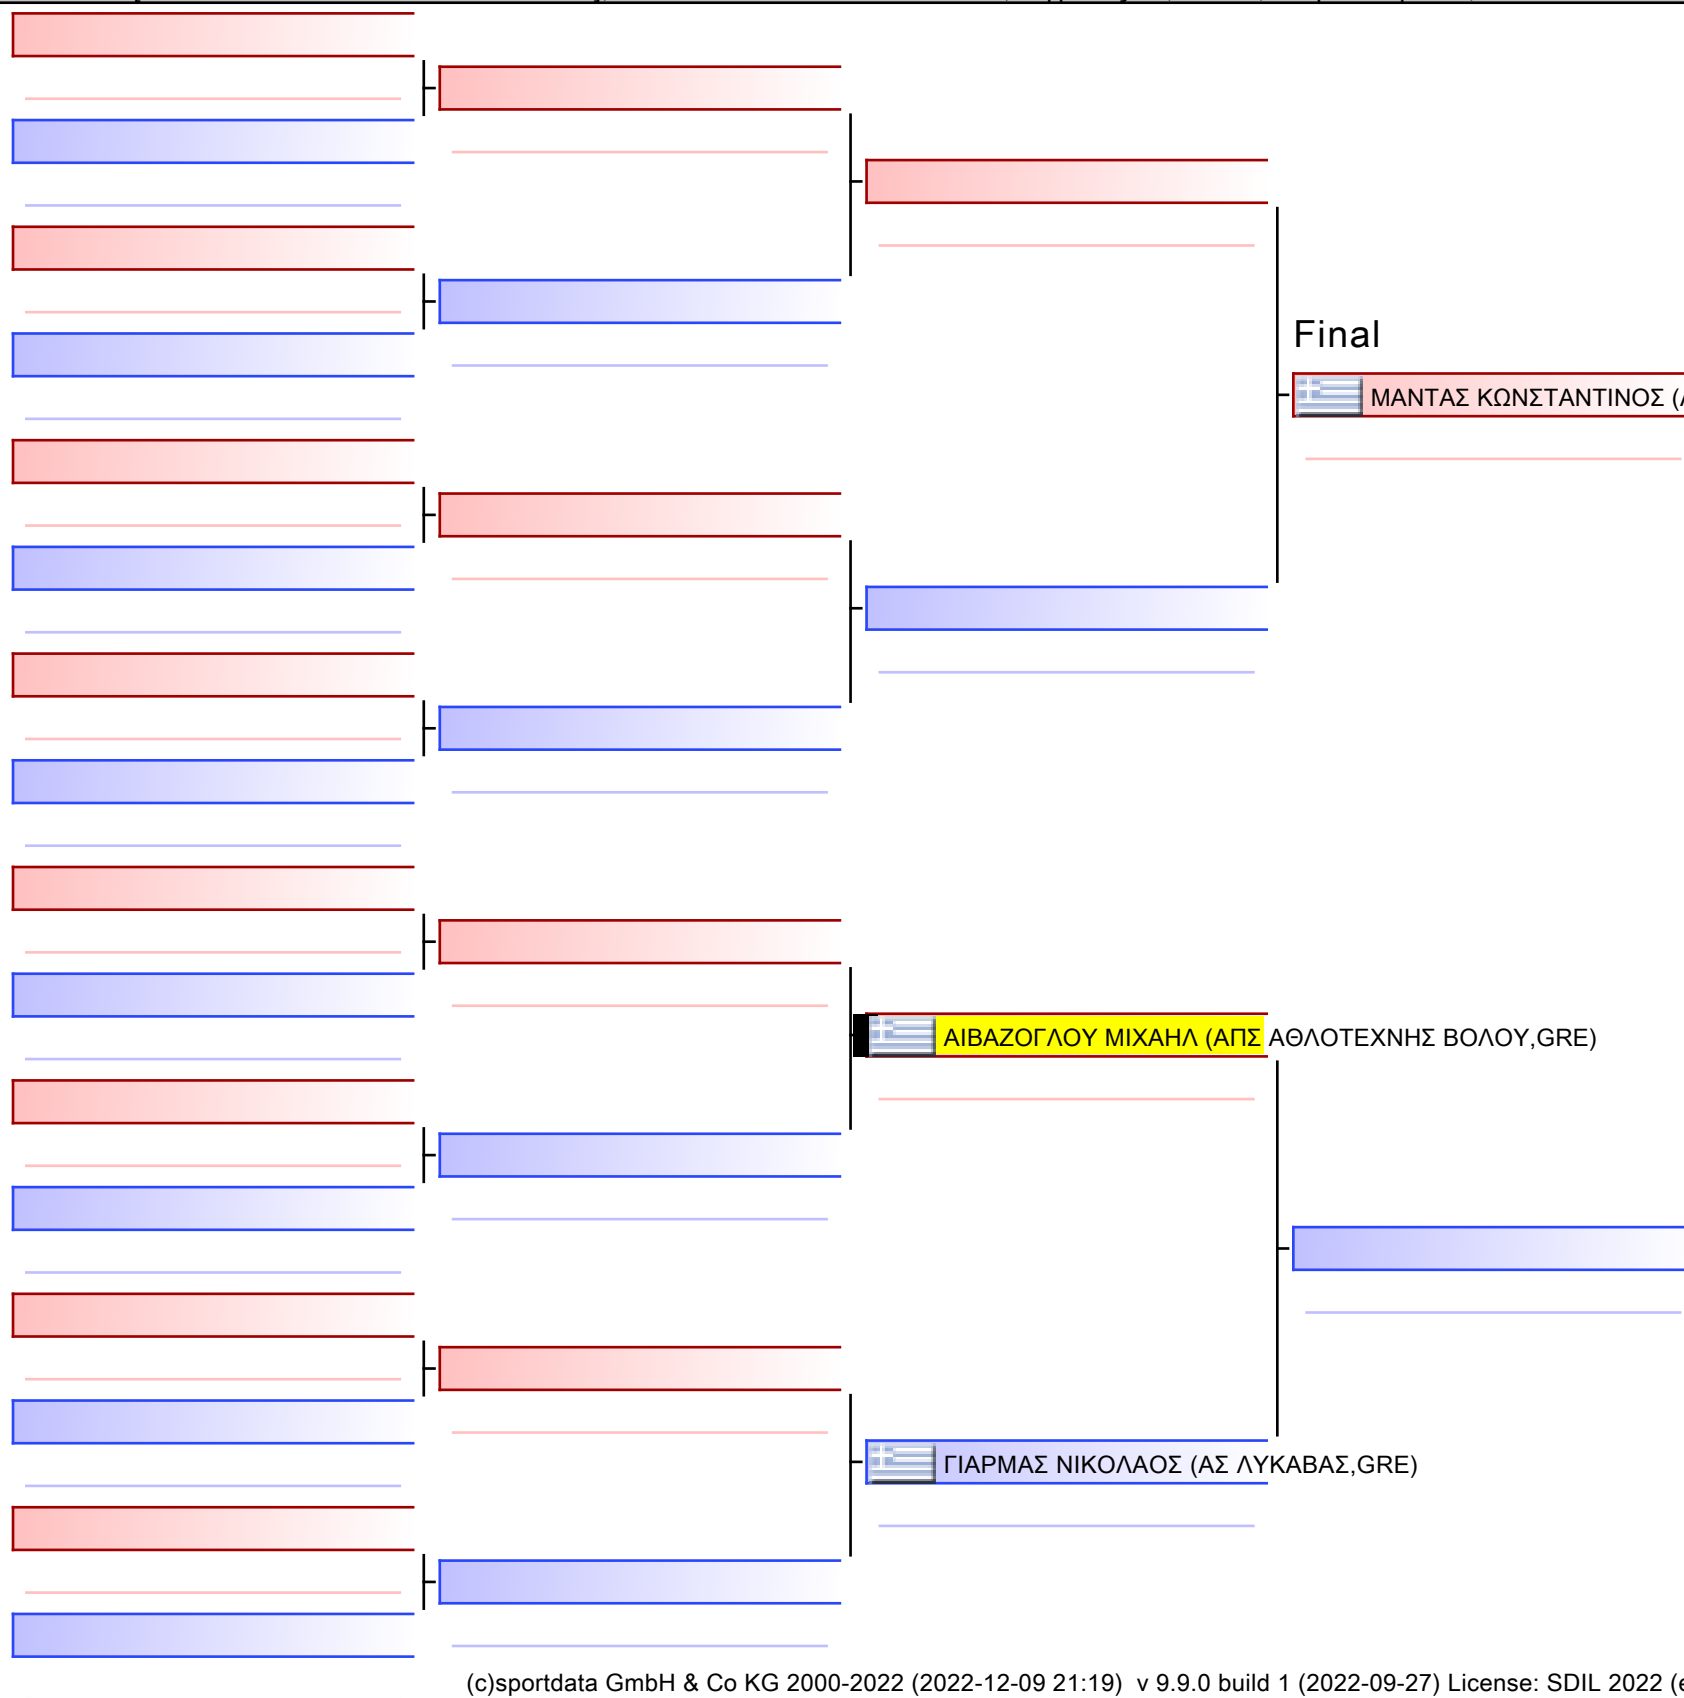 Final
ΜΑΝΤΑΣ ΚΩΝΣΤΑΝΤΙΝΟΣ (
ΑΙΒΑΖΟΓΛΟΥ ΜΙΧΑΗΛ (ΑΠΣ ΑΘΛΟΤΕΧΝΗΣ ΒΟΛΟΥ,GRE)
ΓΙΑΡΜΑΣ ΝΙΚΟΛΑΟΣ (ΑΣ ΛΥΚΑΒΑΣ,GRE)
(c)sportdata GmbH & Co KG 2000-2022 (2022-12-09 21:19) v 9.9.0 build 1 (2022-09-27) License: SDIL 2022 (